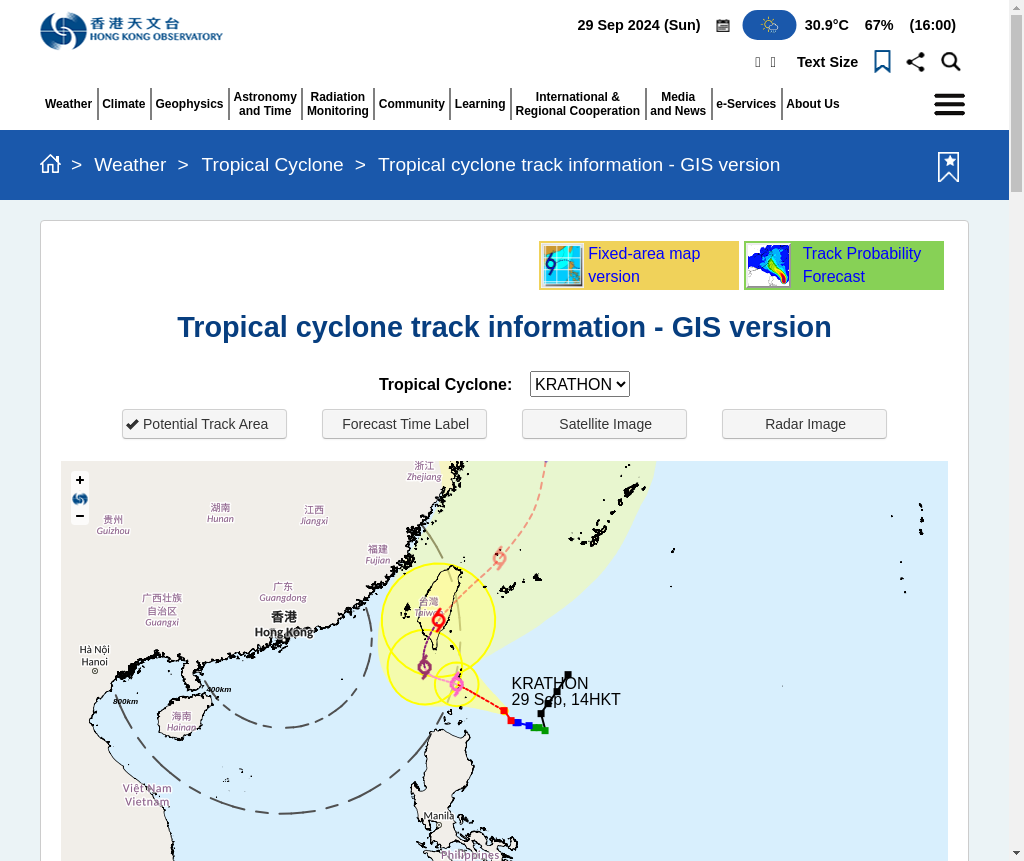 香港天文台
HONG KONG OBSERVATORY
29 Sep 2024 (Sun)
30.9°C
67%
(16:00)
Text Size
Weather
Climate
Geophysics
Astronomy
and Time
Radiation
Monitoring
Community
Learning
International &
Regional Cooperation
Media
and News
e-Services
About Us
> Weather > Tropical Cyclone > Tropical cyclone track information - GIS version
Fixed-area map
version
Track Probability
Forecast
Tropical cyclone track information - GIS version
Tropical Cyclone:
KRATHON
Potential Track Area
Forecast Time Label
Satellite Image
Radar Image
+
−
浙江
Zhejiang
湖南
Hunan
江西
Jiangxi
贵州
Guizhou
福建
Fujian
广东
Guangdong
广西壮族
自治区
Guangxi
香港
Hong Kong
台灣
Taiwan
Hà Nội
Hanoi
400km
800km
海南
Hainan
KRATHON
29 Sep, 14HKT
Việt Nam
Vietnam
Manila
Philippines